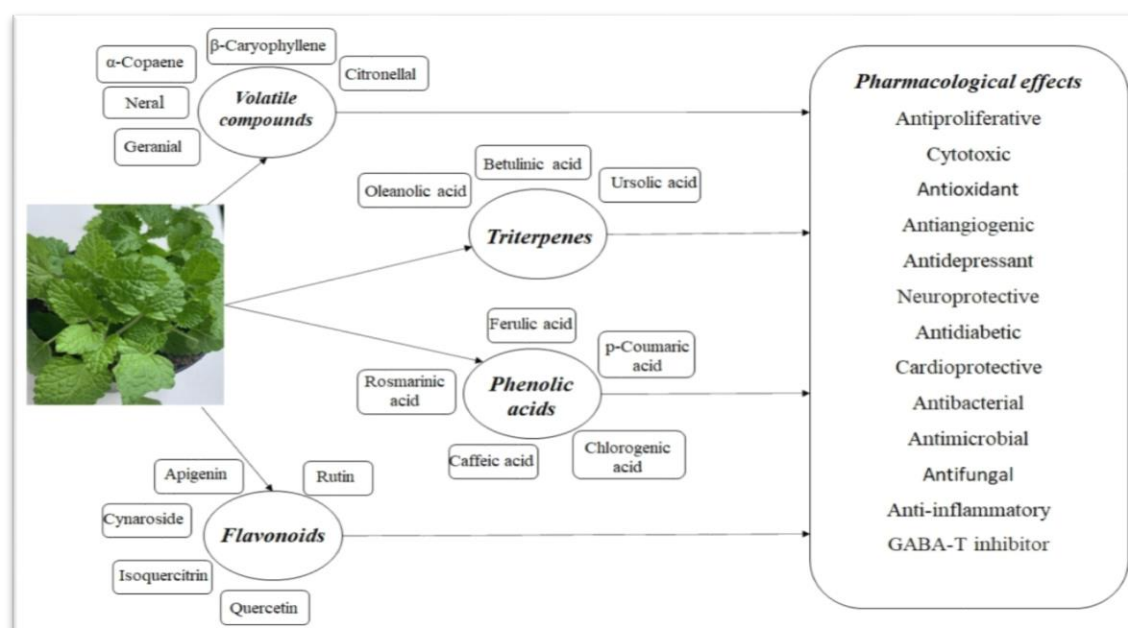 β-Caryophyllene
α-Copaene
Citronellal
Neral
Volatile
compounds
Geranial
Betulinic acid
Oleanolic acid
Ursolic acid
Triterpenes
Ferulic acid
p-Coumaric
acid
Rosmarinic
acid
Phenolic
acids
Caffeic acid
Chlorogenic
acid
Apigenin
Rutin
Cynaroside
Flavonoids
Isoquercitrin
Quercetin
Pharmacological effects
Antiproliferative
Cytotoxic
Antioxidant
Antiangiogenic
Antidepressant
Neuroprotective
Antidiabetic
Cardioprotective
Antibacterial
Antimicrobial
Antifungal
Anti-inflammatory
GABA-T inhibitor